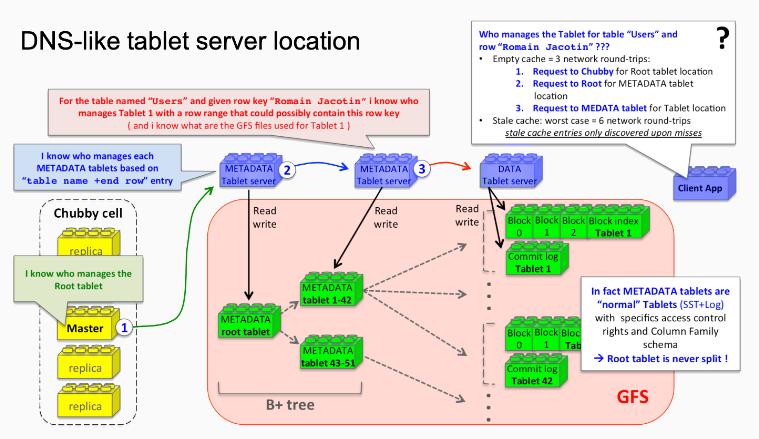 DNS-like tablet server location
Who manages the Tablet for table "Users" and
row "Romain Jacotin" ???
?
• Empty cache = 3 network round-trips:
1. Request to Chubby for Root tablet location
2. Request to Root for METADATA tablet
location
3. Request to MEDATA tablet for Tablet location
• Stale cache: worst case = 6 network round-trips
stale cache entries only discovered upon misses
For the table named "Users" and given row key "Romain Jacotin" i know who
manages Tablet 1 with a row range that could possibly contain this row key
( and i know what are the GFS files used for Tablet 1 )
I know who manages each
METADATA tablets based on
"table name +end row" entry
METADATA
Tablet server
2
METADATA
Tablet server
3
DATA
Tablet server
Client App
Chubby cell
replica
I know who manages the
Root tablet
Master
1
replica
replica
Read
write
Read
write
Read
write
Block
0
Block
1
Block
2
Block index
Tablet 1
Commit log
Tablet 1
METADATA
root tablet
METADATA
tablet 1-42
METADATA
tablet 43-51
Block
0
Block
1
Commit log
Tablet 42
In fact METADATA tablets are
"normal" Tablets (SST+Log)
with specifics access control
rights and Column Family
schema
→ Root tablet is never split !
B+ tree
GFS